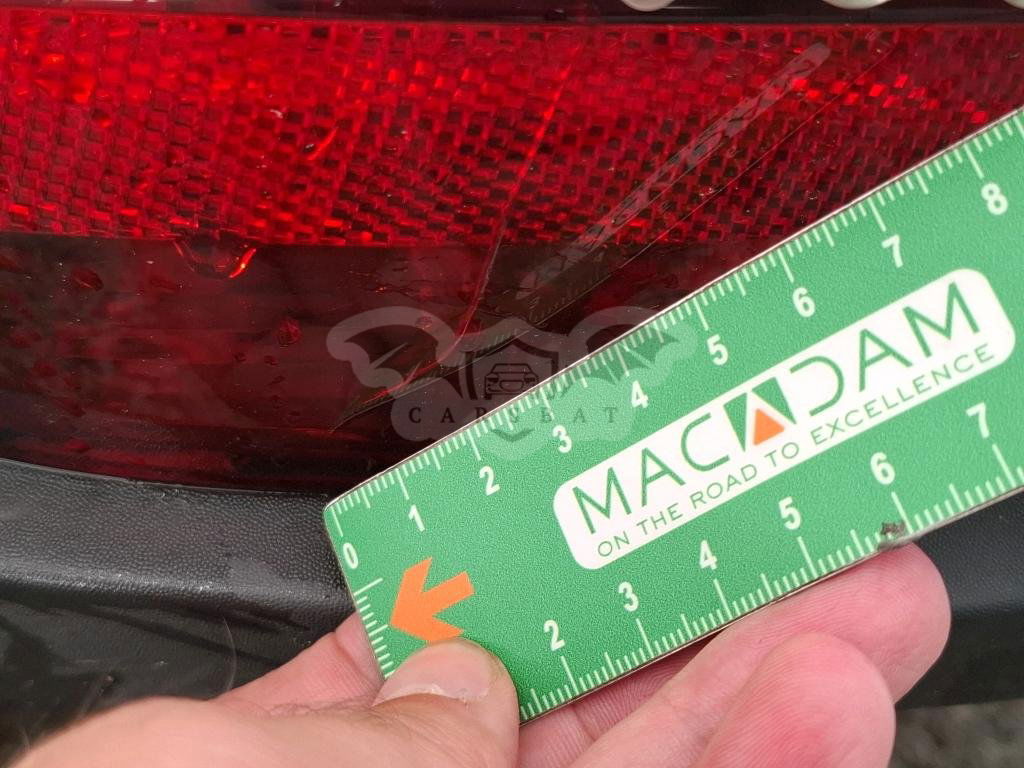 CARVBAT
0 1 2 3 4 5 6 7 8
MACADAM
ON THE ROAD TO EXCELLENCE
2 3 4 5 6 7